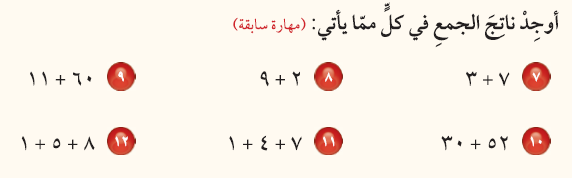 أوجِدْ ناتِجَ الجمعِ في كلٍّ ممّا يأتي: (مهارة سابقة)
٧ ٧ + ٣ ٨ ٢ + ٩ ٩ ٦٠ + ١١
١٠ ٥٢ + ٣٠ ١١ ٧ + ٤ + ١ ١٢ ٨ + ٥ + ١